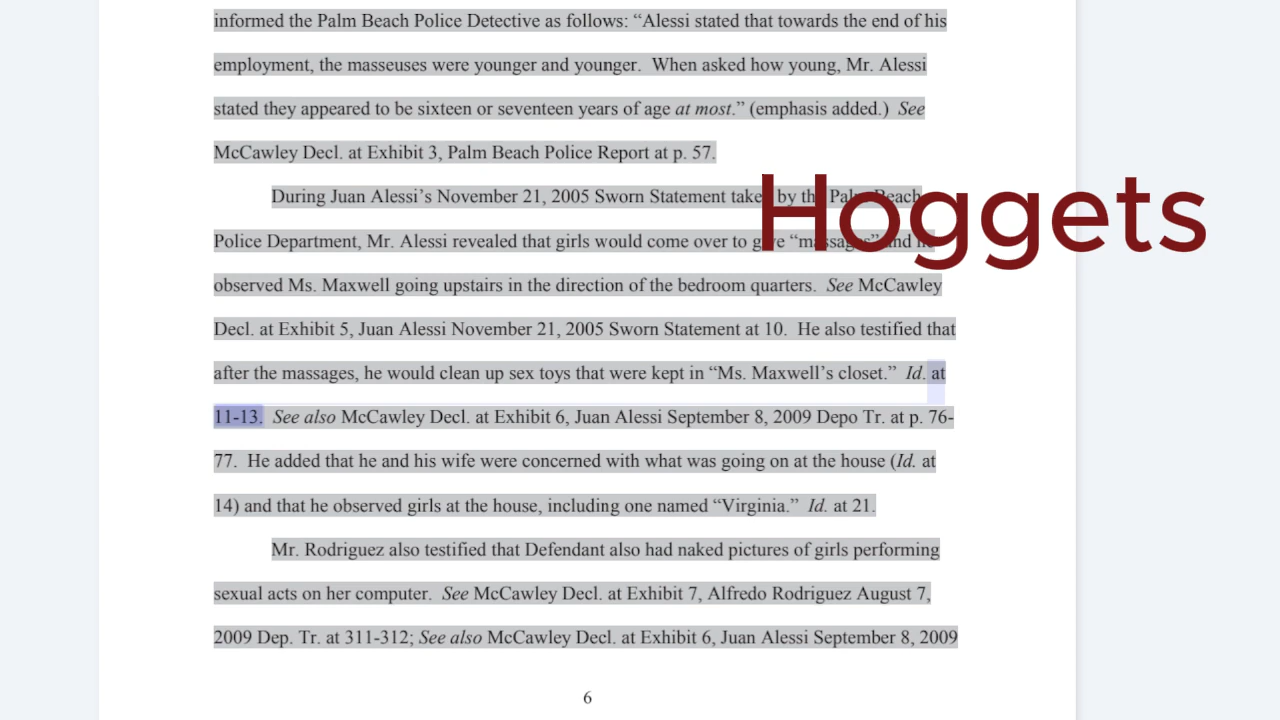 informed the Palm Beach Police Detective as follows: “Alessi stated that towards the end of his
employment, the masseuses were younger and younger.  When asked how young, Mr. Alessi
stated they appeared to be sixteen or seventeen years of age at most.” (emphasis added.)  See
McCawley Decl. at Exhibit 3, Palm Beach Police Report at p. 57.
During Juan Alessi’s November 21, 2005 Sworn Statement taken by the Palm Beach
Hoggets
Police Department, Mr. Alessi revealed that girls would come over to give “massages” and he
observed Ms. Maxwell going upstairs in the direction of the bedroom quarters.  See McCawley
Decl. at Exhibit 5, Juan Alessi November 21, 2005 Sworn Statement at 10.  He also testified that
after the massages, he would clean up sex toys that were kept in “Ms. Maxwell’s closet.”  Id. at
11-13.  See also McCawley Decl. at Exhibit 6, Juan Alessi September 8, 2009 Depo Tr. at p. 76-
77.  He added that he and his wife were concerned with what was going on at the house (Id. at
14) and that he observed girls at the house, including one named “Virginia.”  Id. at 21.
Mr. Rodriguez also testified that Defendant also had naked pictures of girls performing
sexual acts on her computer.  See McCawley Decl. at Exhibit 7, Alfredo Rodriguez August 7,
2009 Dep. Tr. at 311-312; See also McCawley Decl. at Exhibit 6, Juan Alessi September 8, 2009
6